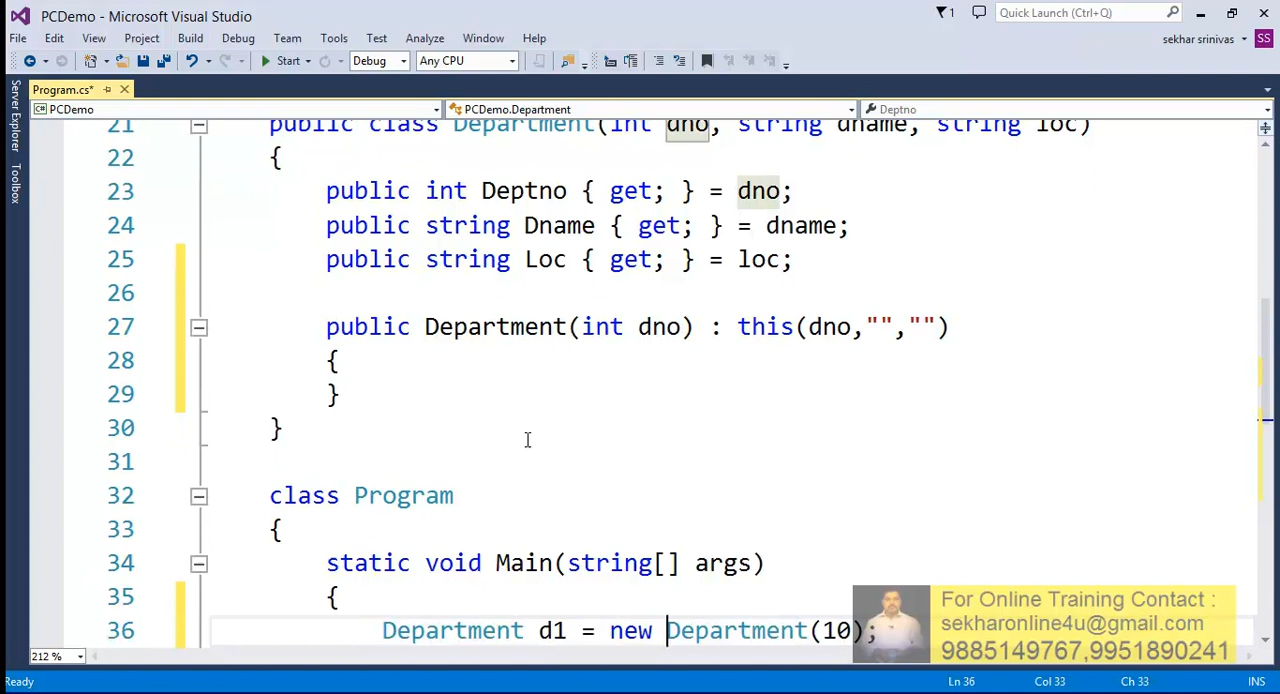 PCDemo - Microsoft Visual Studio
1
Quick Launch (Ctrl+Q)
File Edit View Project Build Debug Team Tools Test Analyze Window Help
sekhar srinivas SS
Start Debug Any CPU
Server Explorer
Toolbox
Program.cs*
PCDemo PCDemo.Department Deptno
21 public class Department(int dno, string dname, string loc)
22 {
23 public int Deptno { get; } = dno;
24 public string Dname { get; } = dname;
25 public string Loc { get; } = loc;
26
27 public Department(int dno) : this(dno,"","")
28 {
29 }
30 }
31
32 class Program
33 {
34 static void Main(string[] args)
35 {
36 Department d1 = new Department(10);
For Online Training Contact :
sekharonline4u@gmail.com
9885149767,9951890241
212 %
Ready Ln 36 Col 33 Ch 33 INS